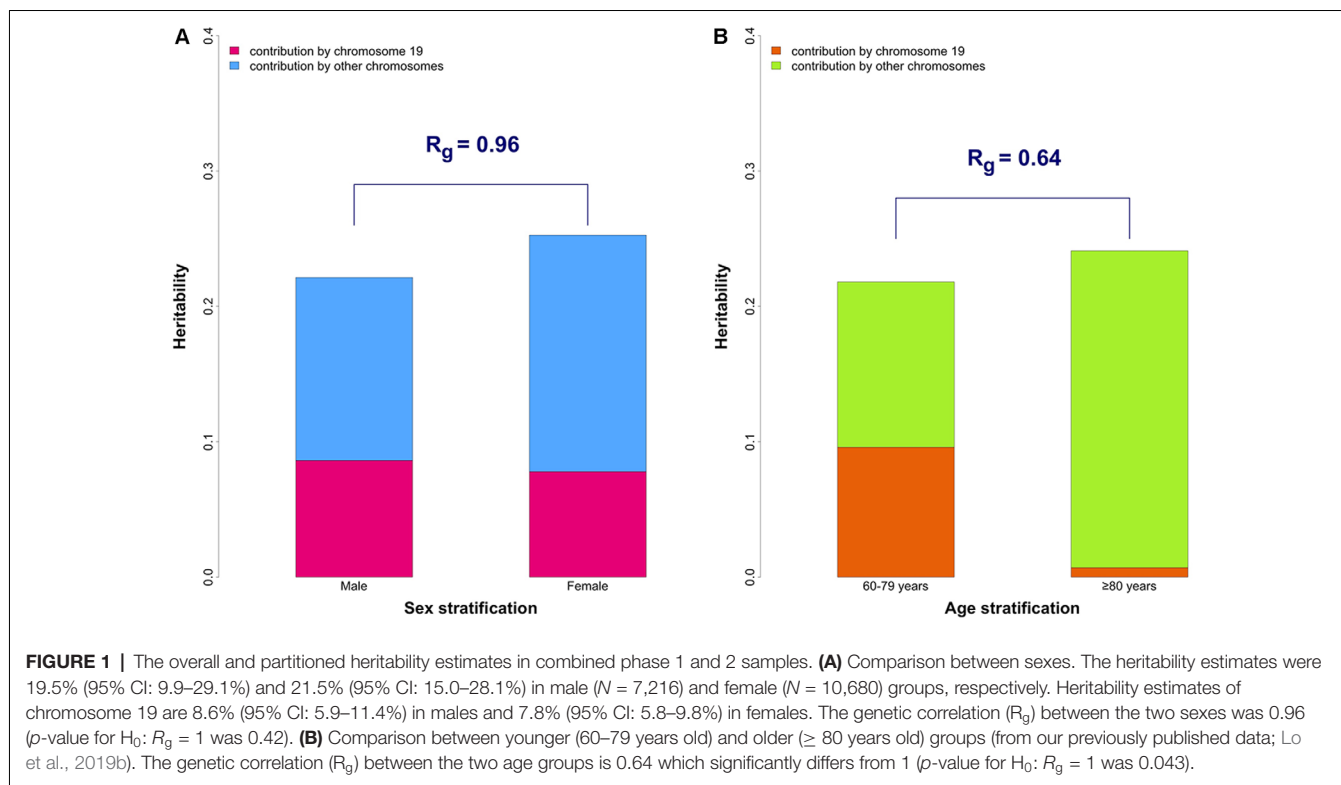 A
0.4
contribution by chromosome 19
contribution by other chromosomes
Rg = 0.96
0.3
0.2
0.1
0.0
Heritability
Male
Female
Sex stratification
B
0.4
contribution by chromosome 19
contribution by other chromosomes
Rg = 0.64
0.3
0.2
0.1
0.0
Heritability
60-79 years
≥80 years
Age stratification
FIGURE 1 | The overall and partitioned heritability estimates in combined phase 1 and 2 samples. (A) Comparison between sexes. The heritability estimates were
19.5% (95% CI: 9.9–29.1%) and 21.5% (95% CI: 15.0–28.1%) in male (N = 7,216) and female (N = 10,680) groups, respectively. Heritability estimates of
chromosome 19 are 8.6% (95% CI: 5.9–11.4%) in males and 7.8% (95% CI: 5.8–9.8%) in females. The genetic correlation (Rg) between the two sexes was 0.96
(p-value for H0: Rg = 1 was 0.42). (B) Comparison between younger (60–79 years old) and older (≥ 80 years old) groups (from our previously published data; Lo
et al., 2019b). The genetic correlation (Rg) between the two age groups is 0.64 which significantly differs from 1 (p-value for H0: Rg = 1 was 0.043).